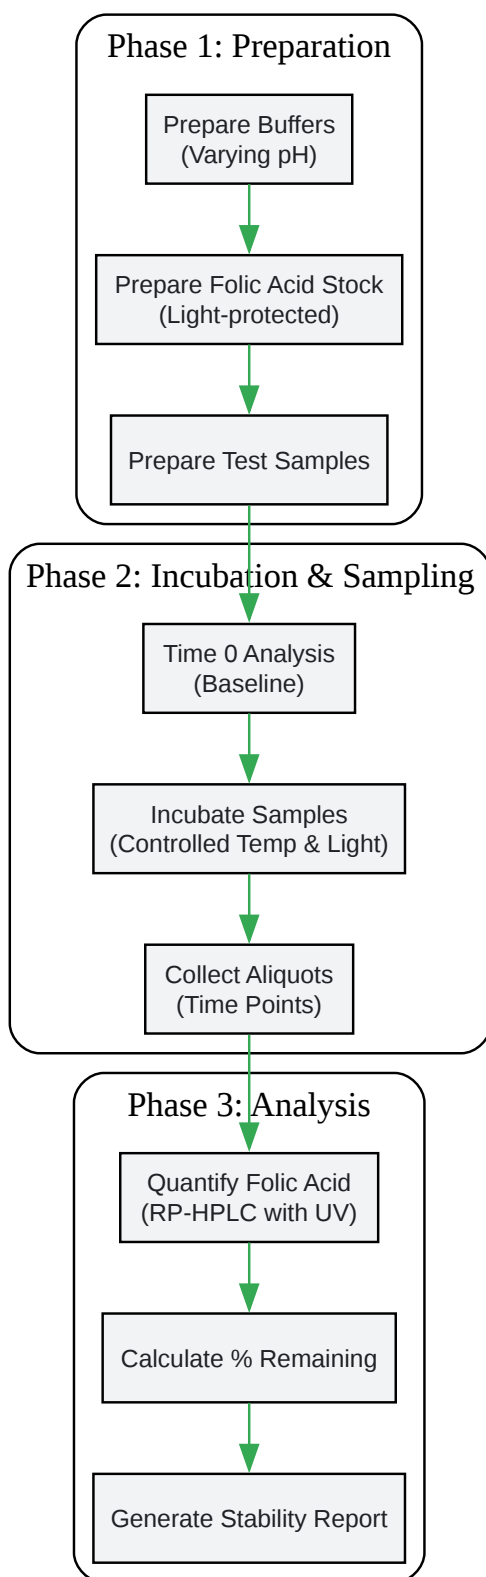 Phase 1: Preparation
Prepare Buffers
(Varying pH)
Prepare Folic Acid Stock
(Light-protected)
Prepare Test Samples
Phase 2: Incubation & Sampling
Time 0 Analysis
(Baseline)
Incubate Samples
(Controlled Temp & Light)
Collect Aliquots
(Time Points)
Phase 3: Analysis
Quantify Folic Acid
(RP-HPLC with UV)
Calculate % Remaining
Generate Stability Report